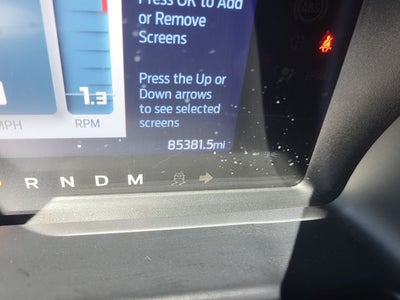 Press OK to Add
or Remove
Screens
Press the Up or
Down arrows
to see selected
screens
1.3
MPH
RPM
85381.5mi
R N D M